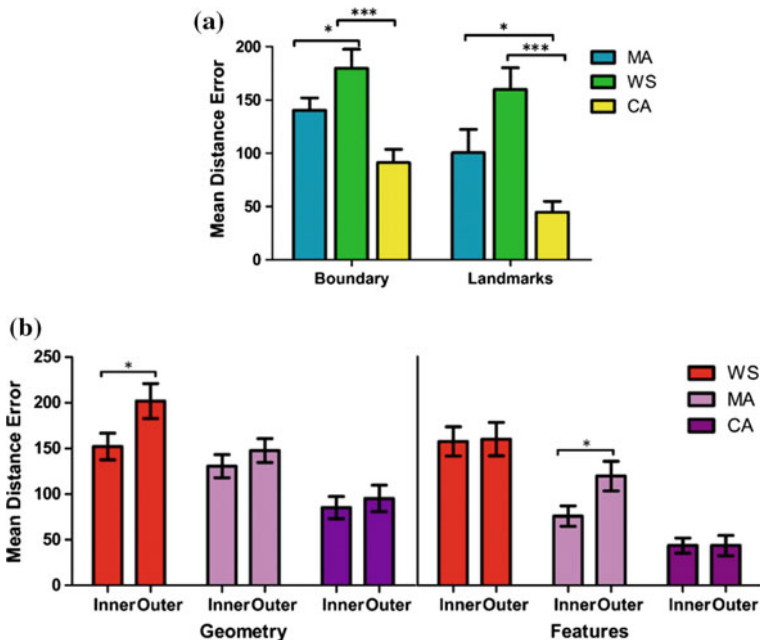 (a)
Mean Distance Error
200
150
100
50
0
*
***
*
***
MA
WS
CA
Boundary
Landmarks
(b)
Mean Distance Error
250
200
150
100
50
0
*
*
WS
MA
CA
Inner Outer Inner Outer Inner Outer Inner Outer Inner Outer Inner Outer
Geometry Features